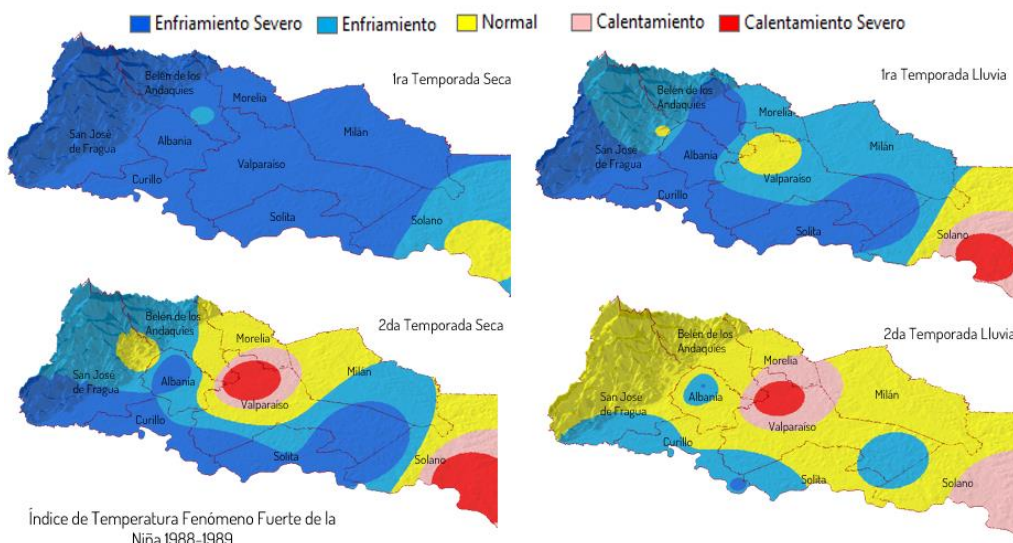 Enfriamiento Severo Enfriamiento Normal Calentamiento Calentamiento Severo
1ra Temporada Seca
Belén de los
Andaquíes
Morelia
San José
de Fragua
Albania
Milán
Valparaíso
Curillo
Solita
Solano
1ra Temporada Lluvia
Belén de los
Andaquíes
Morelia
San José
de Fragua
Albania
Milán
Valparaíso
Curillo
Solita
Solano
2da Temporada Seca
Belén de los
Andaquíes
Morelia
San José
de Fragua
Albania
Milán
Valparaíso
Curillo
Solita
Solano
2da Temporada Lluvia
Belén de los
Andaquíes
Morelia
San José
de Fragua
Albania
Milán
Valparaíso
Curillo
Solita
Solano
Índice de Temperatura Fenómeno Fuerte de la
Niña 1988-1989